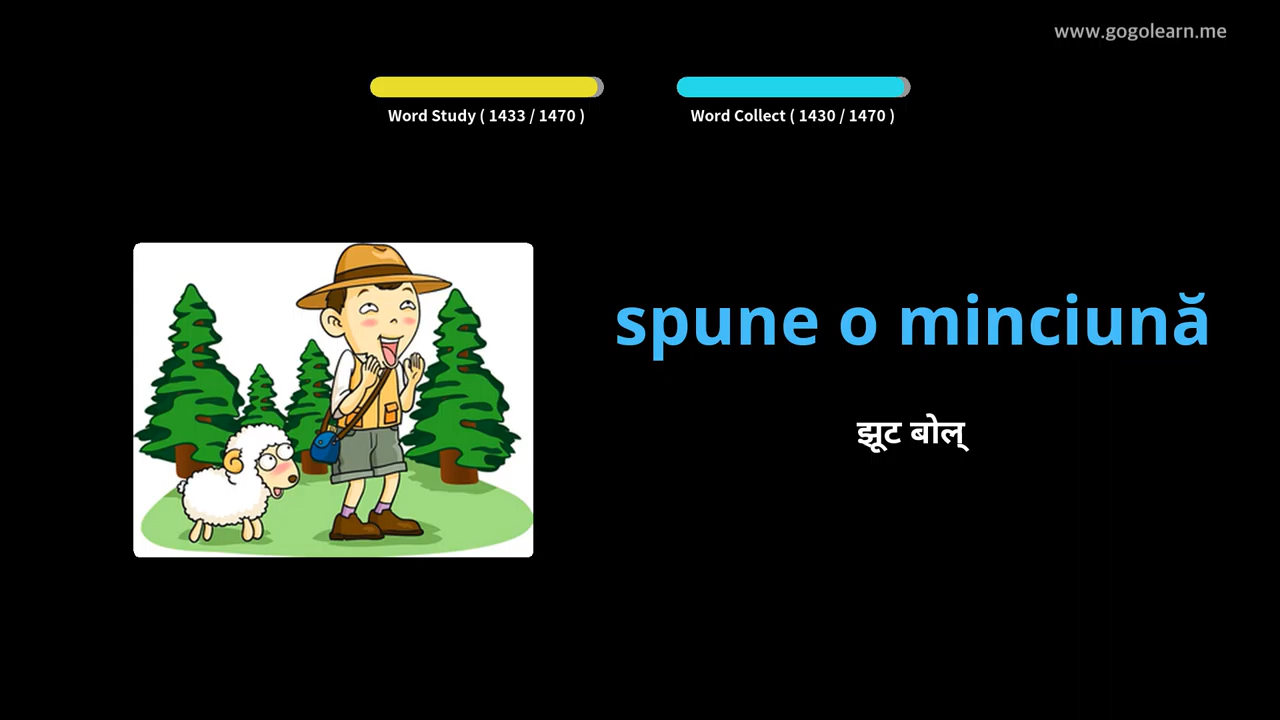 www.gogolearn.me
Word Study ( 1433 / 1470 )
Word Collect ( 1430 / 1470 )
spune o minciună
झूट बोल्